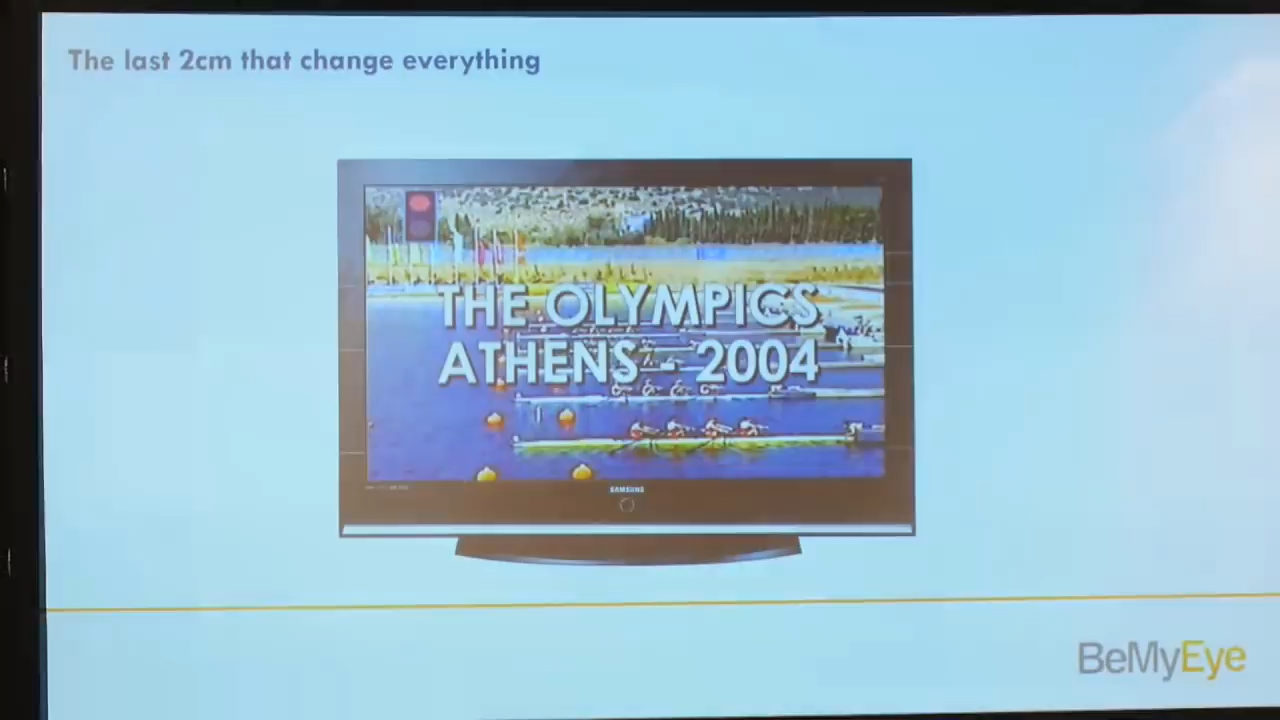 The last 2cm that change everything
THE OLYMPICS
ATHENS - 2004
SAMSUNG
BeMyEye